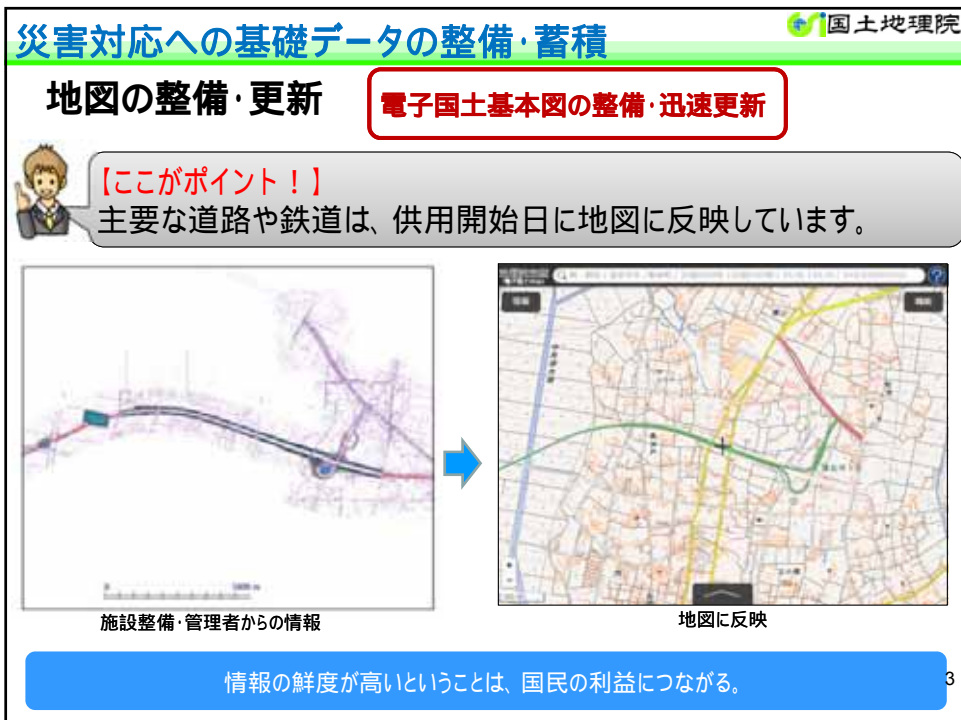 災害対応への基礎データの整備･蓄積
国土地理院
地図の整備･更新
電子国土基本図の整備･迅速更新
【ここがポイント！】
主要な道路や鉄道は、供用開始日に地図に反映しています。
施設整備･管理者からの情報
地図に反映
情報の鮮度が高いということは、国民の利益につながる。
3